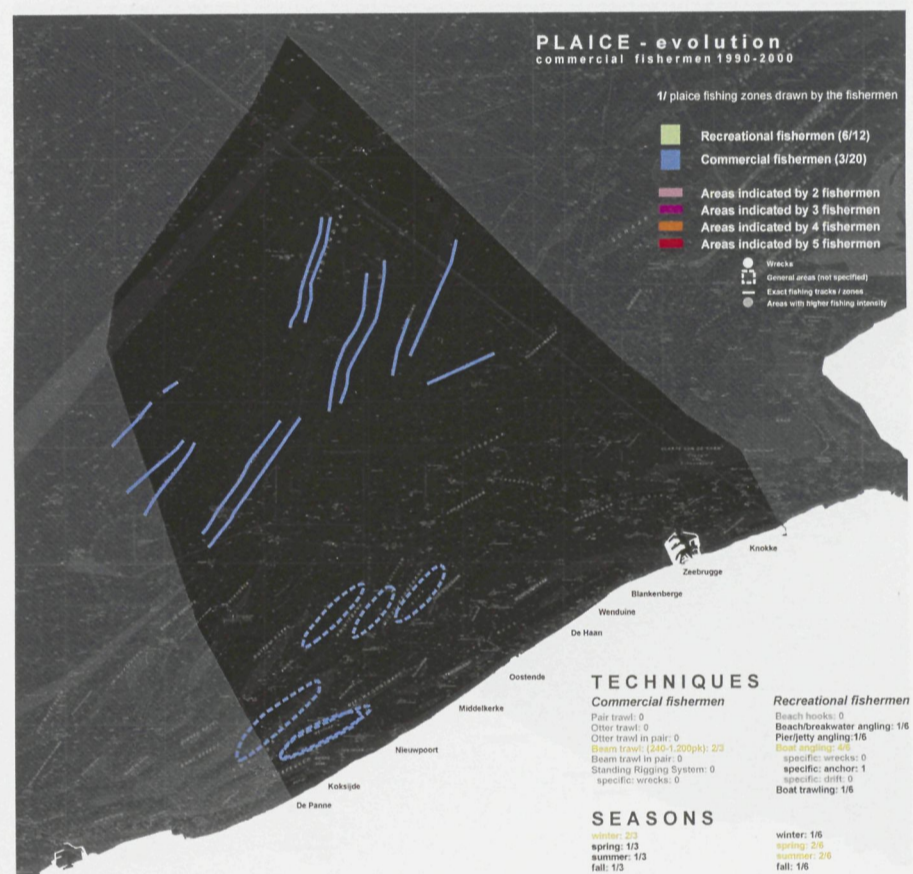 PLAICE - evolution
commercial fishermen 1990-2000
1/ plaice fishing zones drawn by the fishermen
Recreational fishermen (6/12)
Commercial fishermen (3/20)
Areas indicated by 2 fishermen
Areas indicated by 3 fishermen
Areas indicated by 4 fishermen
Areas indicated by 5 fishermen
Wrecks
General areas (not specified)
Exact fishing tracks / zones
Areas with higher fishing intensity
Knokke
Zeebrugge
Blankenberge
Wenduine
De Haan
Oostende
Middelkerke
Nieuwpoort
Koksijde
De Panne
TECHNIQUES
Commercial fishermen
Pair trawl: 0
Otter trawl: 0
Otter trawl in pair: 0
Beam trawl: (240-1.200pk): 2/3
Beam trawl in pair: 0
Standing Rigging System: 0
specific: wrecks: 0
Recreational fishermen
Beach hooks: 0
Beach/breakwater angling: 1/6
Pier/jetty angling:1/6
Boat angling: 4/6
specific: wrecks: 0
specific: anchor: 1
specific: drift: 0
Boat trawling: 1/6
SEASONS
winter: 2/3
spring: 1/3
summer: 1/3
fall: 1/3
winter: 1/6
spring: 2/6
summer: 2/6
fall: 1/6